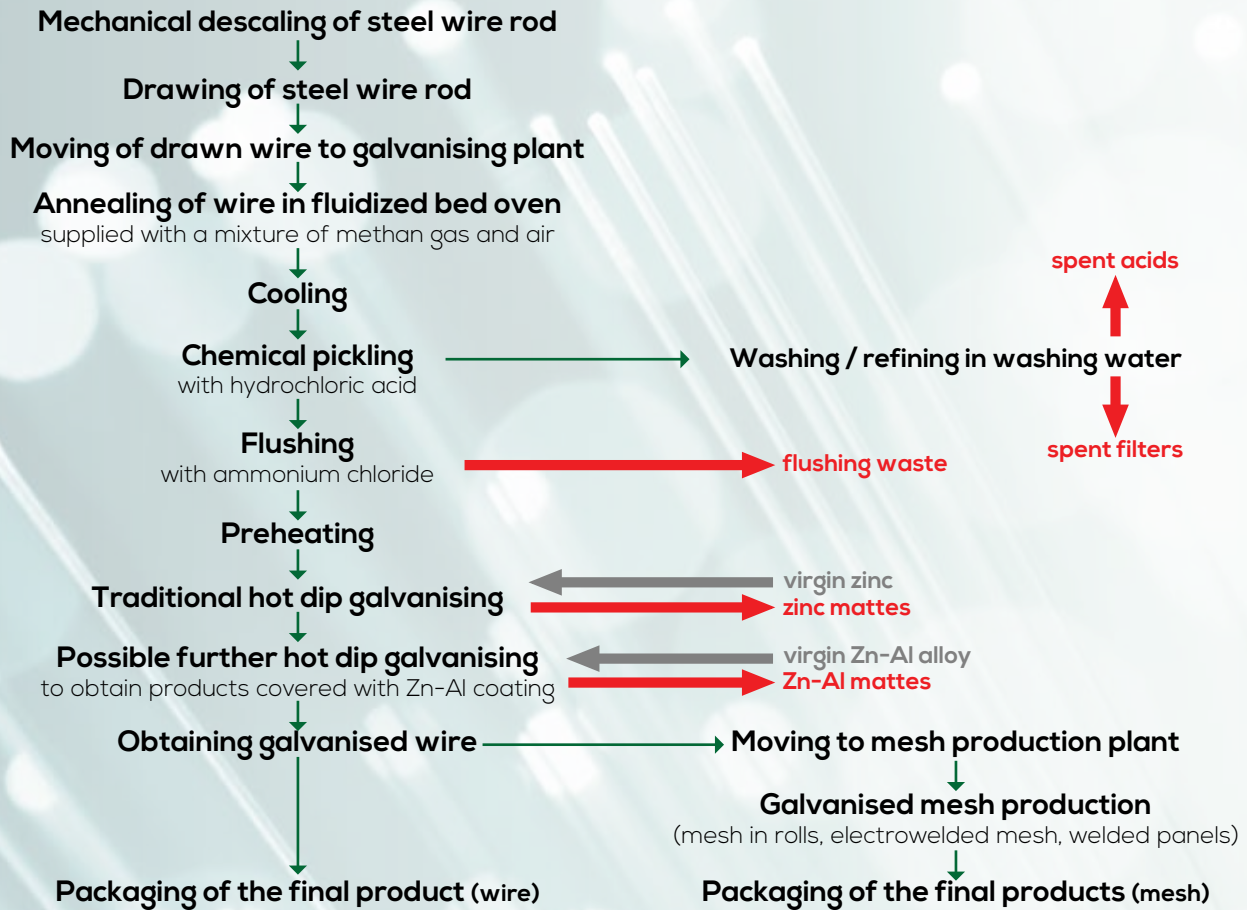 Mechanical descaling of steel wire rod
Drawing of steel wire rod
Moving of drawn wire to galvanising plant
Annealing of wire in fluidized bed oven
supplied with a mixture of methan gas and air
Cooling
Chemical pickling
with hydrochloric acid
Washing / refining in washing water
spent acids
spent filters
Flushing
with ammonium chloride
flushing waste
Preheating
Traditional hot dip galvanising
virgin zinc
zinc mattes
Possible further hot dip galvanising
to obtain products covered with Zn-Al coating
virgin Zn-Al alloy
Zn-Al mattes
Obtaining galvanised wire
Moving to mesh production plant
Galvanised mesh production
(mesh in rolls, electrowelded mesh, welded panels)
Packaging of the final product (wire)
Packaging of the final products (mesh)